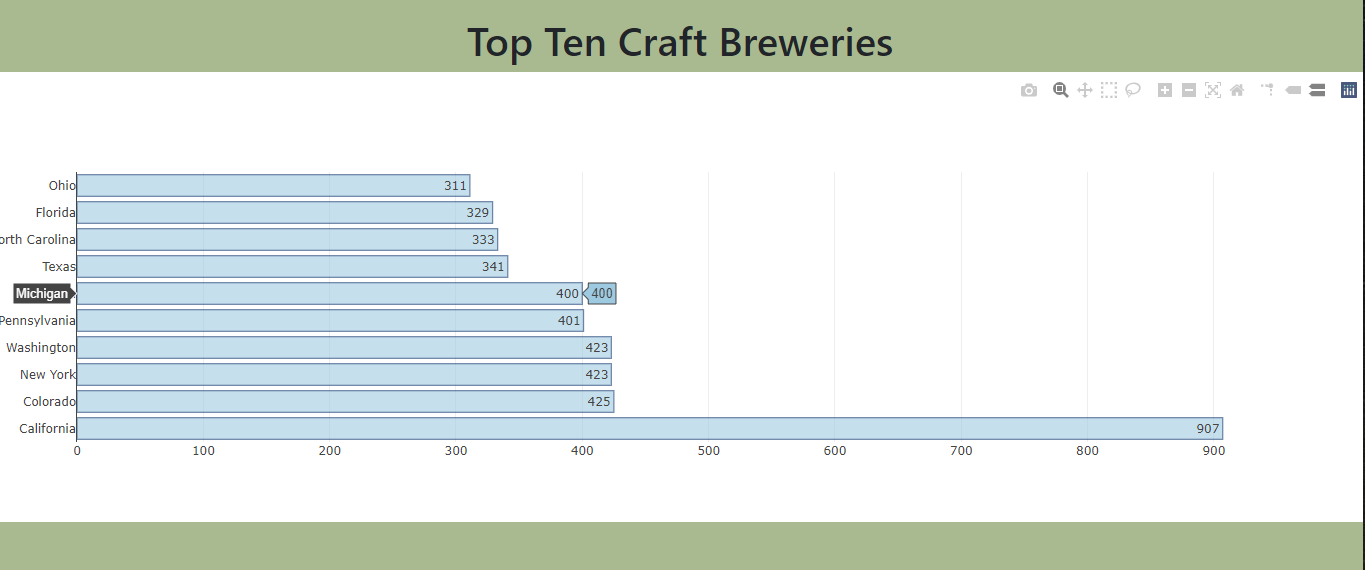 Top Ten Craft Breweries
Ohio 311
Florida 329
orth Carolina 333
Texas 341
Michigan 400 400
Pennsylvania 401
Washington 423
New York 423
Colorado 425
California 907
0 100 200 300 400 500 600 700 800 900